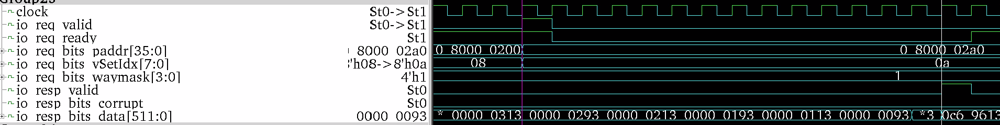 clock St0->St1
io req valid St0->St1
io req ready St1
io req bits paddr[35:0] 8000 02a0 0 8000 0200 0 8000 02a0
io req bits vSetIdx[7:0] 'h08->8'h0a 08 0a
io req bits waymask[3:0] 4'h1 1
io resp valid St0
io resp bits corrupt St0
io resp bits data[511:0] 0000 0093 * 0000 0313 0000 0293 0000 0213 0000 0193 0000 0113 0000 0093 *3 0c6 9613